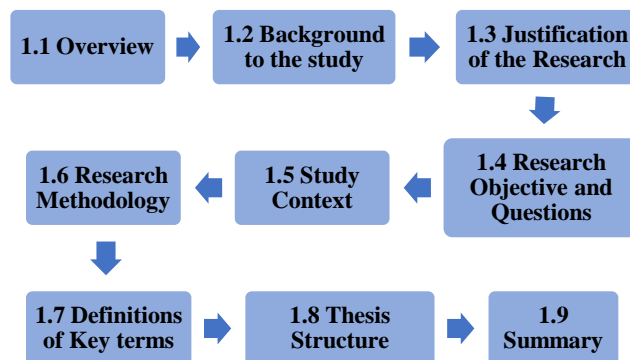 1.1 Overview
1.2 Background
to the study
1.3 Justification
of the Research
1.4 Research
Objective and
Questions
1.5 Study
Context
1.6 Research
Methodology
1.7 Definitions
of Key terms
1.8 Thesis
Structure
1.9
Summary